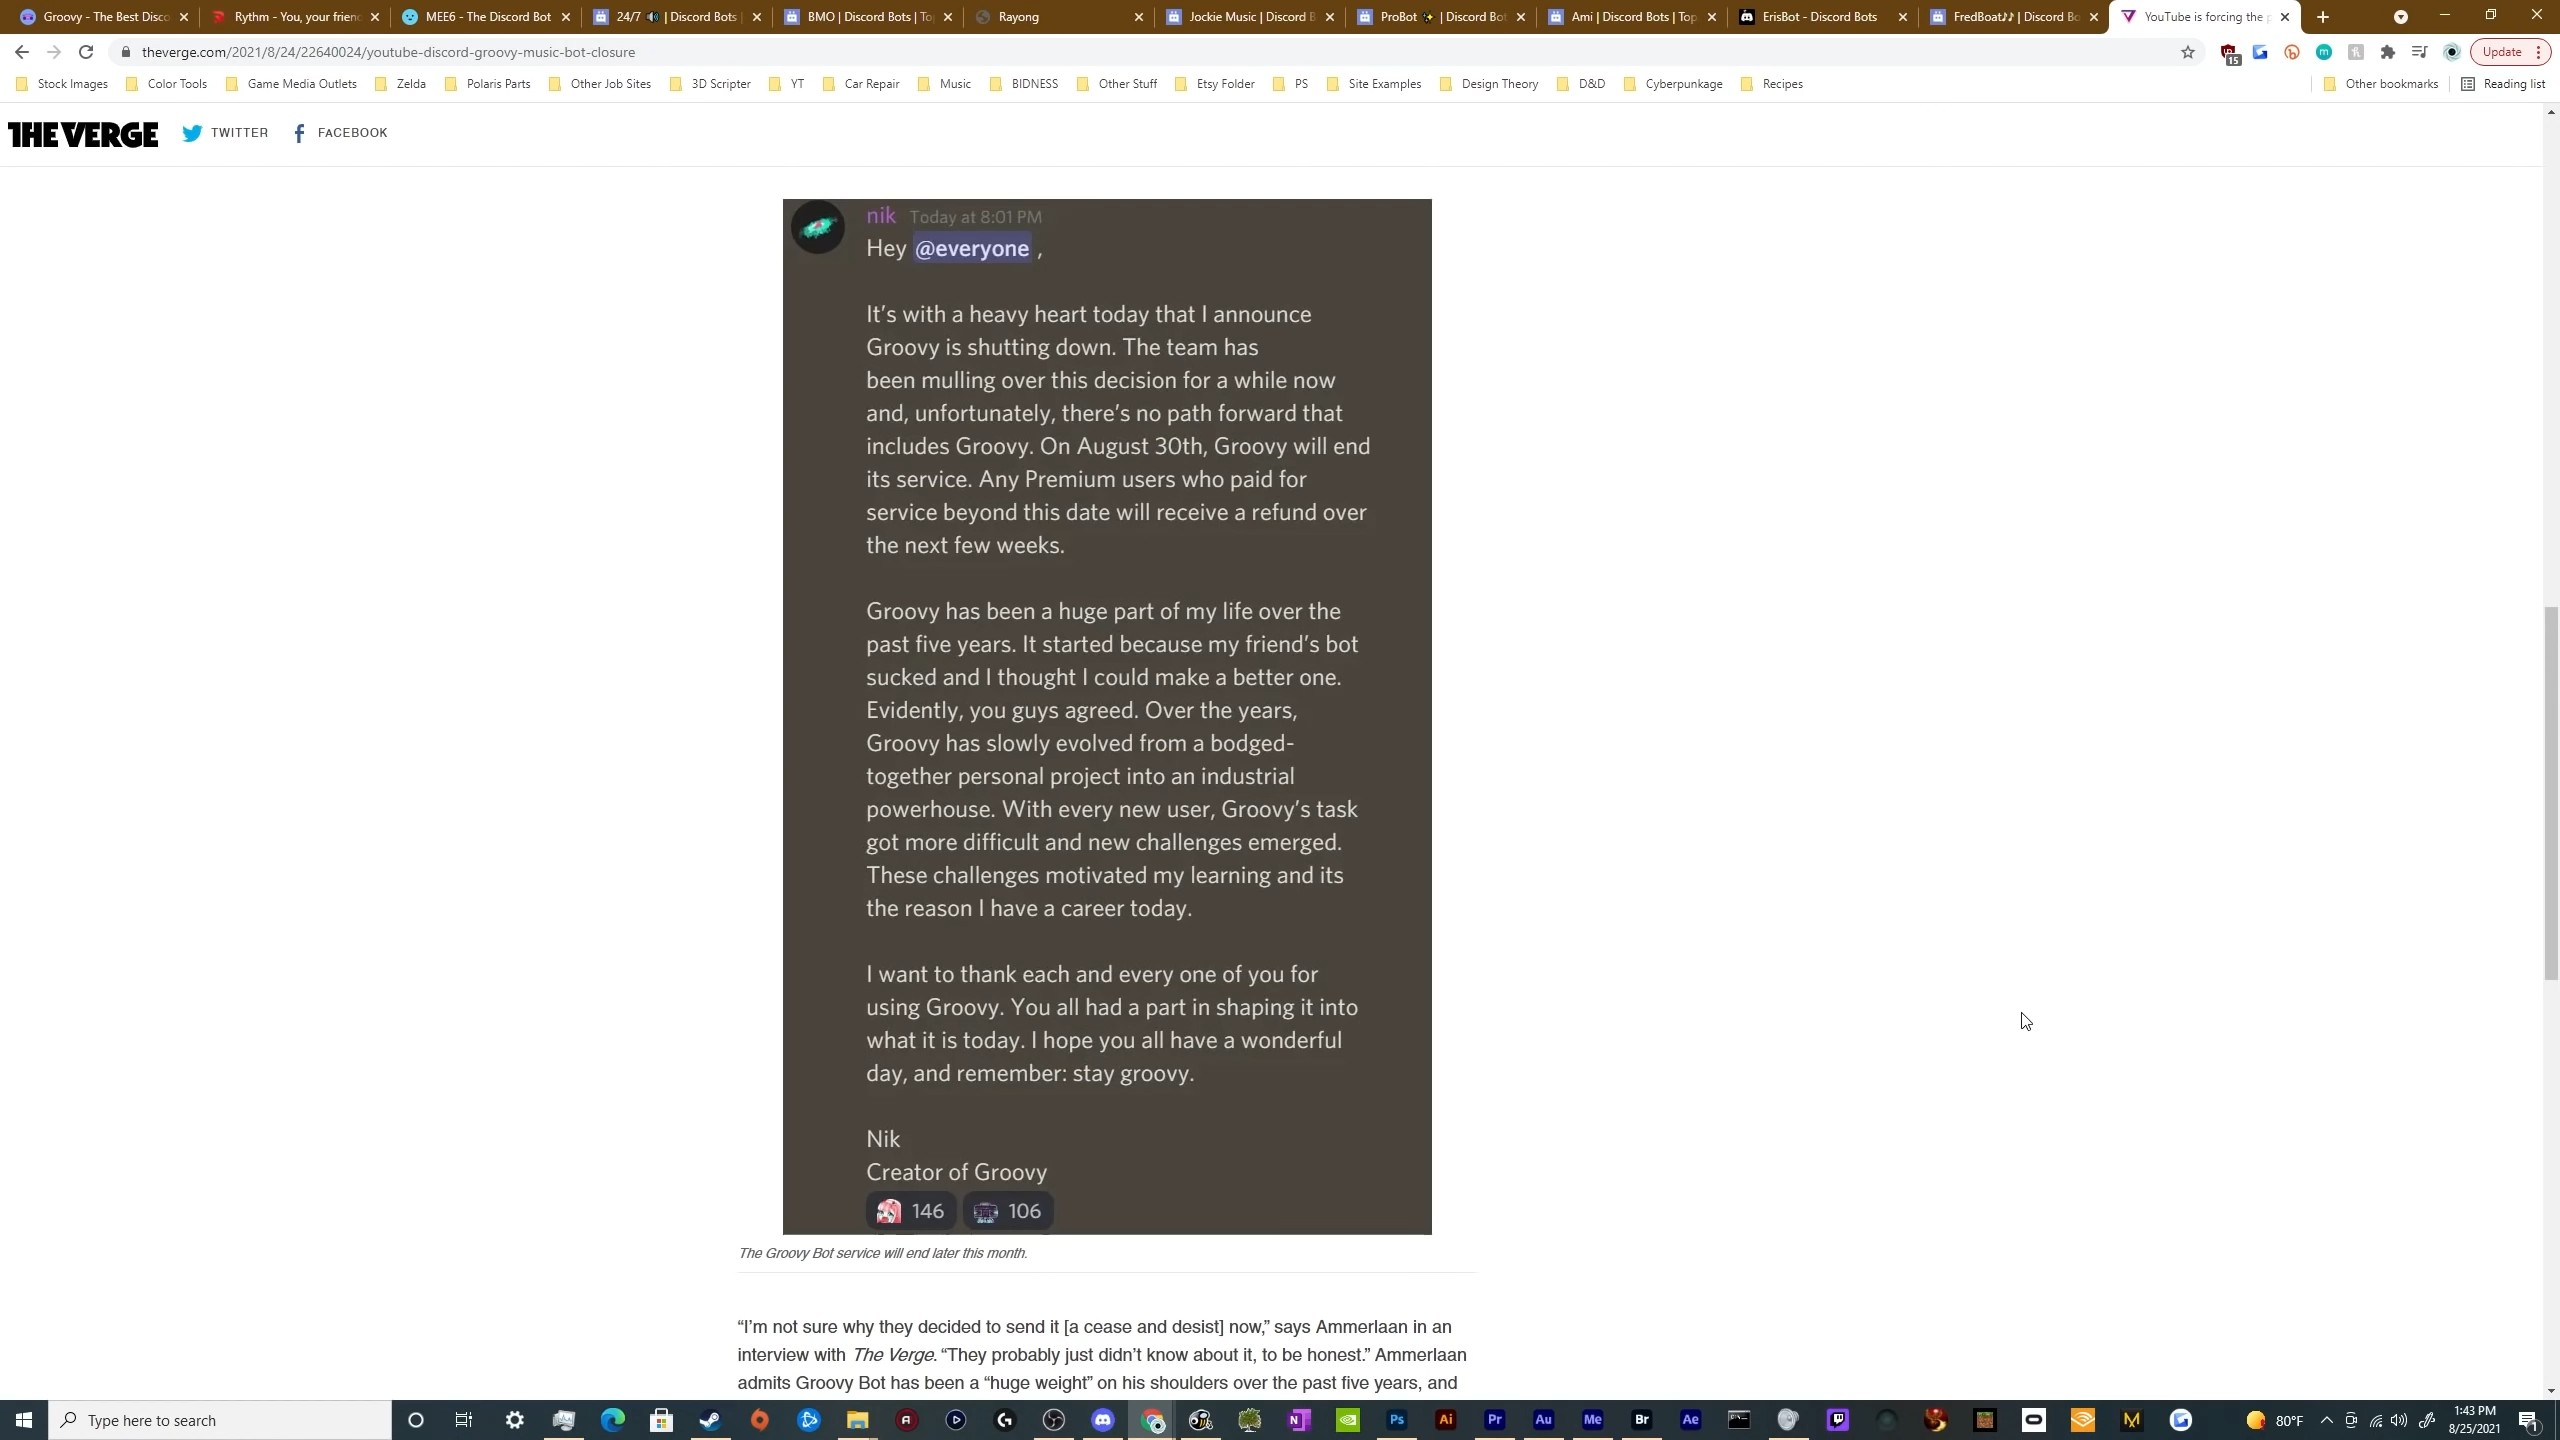 Groovy - The Best Disco
Rythm - You, your frien
MEE6 - The Discord Bot
24/7 🔊 | Discord Bots
BMO | Discord Bots | To
Rayong
Jockie Music | Discord B
ProBot ✨ | Discord Bot
Ami | Discord Bots | Top
ErisBot - Discord Bots
FredBoat♪♪ | Discord Bo
YouTube is forcing the p
theverge.com/2021/8/24/22640024/youtube-discord-groovy-music-bot-closure
15
Update
Stock Images
Color Tools
Game Media Outlets
Zelda
Polaris Parts
Other Job Sites
3D Scripter
YT
Car Repair
Music
BIDNESS
Other Stuff
Etsy Folder
PS
Site Examples
Design Theory
D&D
Cyberpunkage
Recipes
Other bookmarks
Reading list
THE VERGE
TWITTER
FACEBOOK
nik Today at 8:01 PM
Hey @everyone ,
It's with a heavy heart today that I announce
Groovy is shutting down. The team has
been mulling over this decision for a while now
and, unfortunately, there's no path forward that
includes Groovy. On August 30th, Groovy will end
its service. Any Premium users who paid for
service beyond this date will receive a refund over
the next few weeks.
Groovy has been a huge part of my life over the
past five years. It started because my friend's bot
sucked and I thought I could make a better one.
Evidently, you guys agreed. Over the years,
Groovy has slowly evolved from a bodged-
together personal project into an industrial
powerhouse. With every new user, Groovy's task
got more difficult and new challenges emerged.
These challenges motivated my learning and its
the reason I have a career today.
I want to thank each and every one of you for
using Groovy. You all had a part in shaping it into
what it is today. I hope you all have a wonderful
day, and remember: stay groovy.
Nik
Creator of Groovy
146 106
The Groovy Bot service will end later this month.
“I'm not sure why they decided to send it [a cease and desist] now,” says Ammerlaan in an
interview with The Verge. “They probably just didn't know about it, to be honest.” Ammerlaan
admits Groovy Bot has been a “huge weight” on his shoulders over the past five years, and
Type here to search
Ps
Ai
Pr
Au
Me
Br
Ae
80°F
1:43 PM
8/25/2021
1